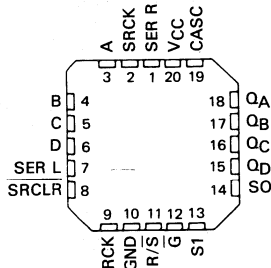 A
SRCK
SER R
VCC
CASC
3 2 1 20 19
B 4
C 5
D 6
SER L 7
SRCLR 8
18 QA
17 QB
16 QC
15 QD
14 SO
9 10 11 12 13
RCK
GND
R/S
G
S1